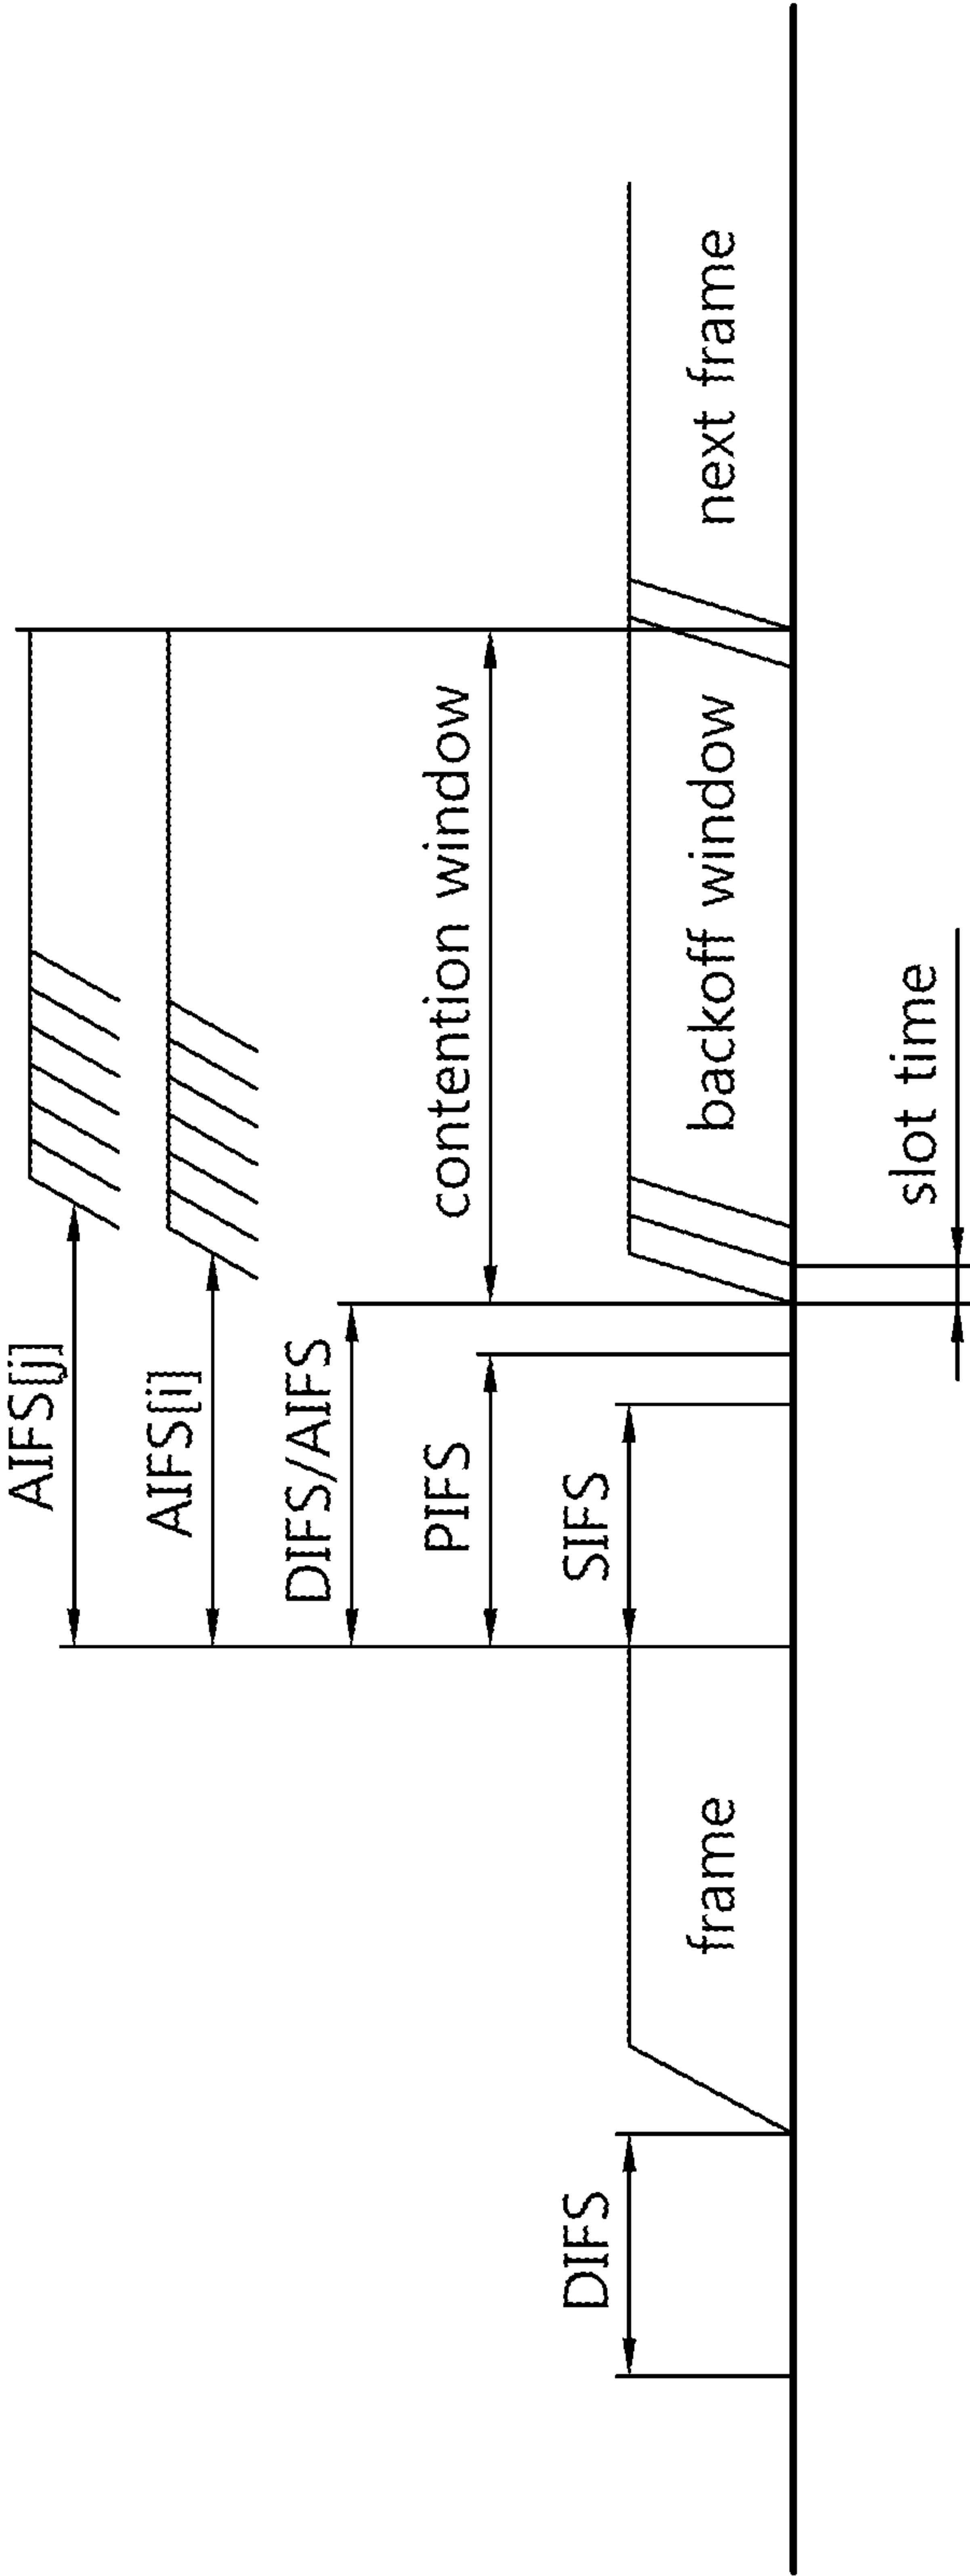 AIFS[j]
AIFS[i]
DIFS/AIFS
contention window
PIFS
DIFS
SIFS
frame
backoff window
next frame
slot time